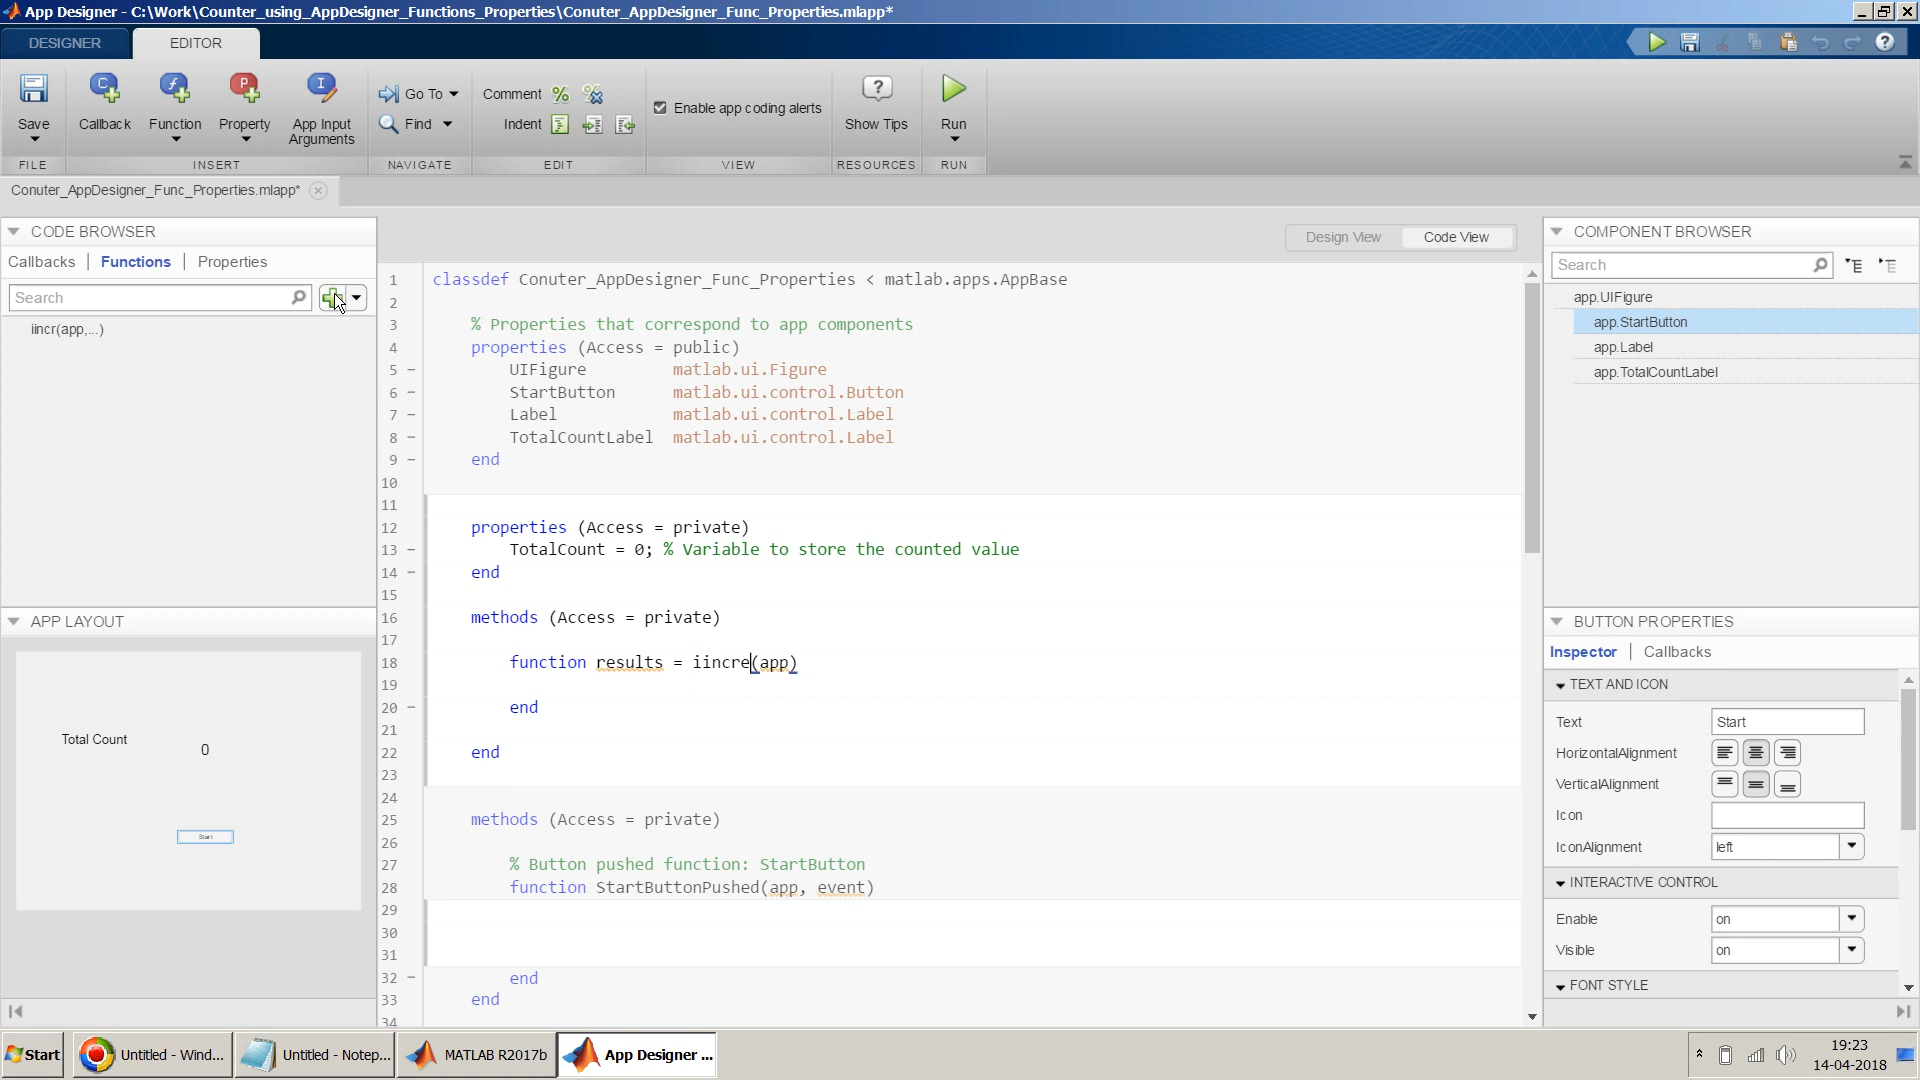 App Designer - C:\Work\Counter_using_AppDesigner_Functions_Properties\Conuter_AppDesigner_Func_Properties.mlapp*
DESIGNER
EDITOR
Save
Callback
Function
Property
App Input
Arguments
Go To
Find
Comment
Indent
Enable app coding alerts
Show Tips
Run
FILE
INSERT
NAVIGATE
EDIT
VIEW
RESOURCES
RUN
Conuter_AppDesigner_Func_Properties.mlapp*
CODE BROWSER
Callbacks | Functions | Properties
Search
iincr(app,...)
APP LAYOUT
Total Count
0
Start
Design View
Code View
1 classdef Conuter_AppDesigner_Func_Properties < matlab.apps.AppBase
2
3 % Properties that correspond to app components
4 properties (Access = public)
5 – UIFigure matlab.ui.Figure
6 – StartButton matlab.ui.control.Button
7 – Label matlab.ui.control.Label
8 – TotalCountLabel matlab.ui.control.Label
9 – end
10
11
12 properties (Access = private)
13 – TotalCount = 0; % Variable to store the counted value
14 – end
15
16 methods (Access = private)
17
18 function results = iincre(app)
19
20 – end
21
22 end
23
24
25 methods (Access = private)
26
27 % Button pushed function: StartButton
28 function StartButtonPushed(app, event)
29
30
31
32 – end
33 end
34
COMPONENT BROWSER
Search
app.UIFigure
app.StartButton
app.Label
app.TotalCountLabel
BUTTON PROPERTIES
Inspector | Callbacks
TEXT AND ICON
Text Start
HorizontalAlignment
VerticalAlignment
Icon
IconAlignment left
INTERACTIVE CONTROL
Enable on
Visible on
FONT STYLE
Start
Untitled - Wind...
Untitled - Notep...
MATLAB R2017b
App Designer ...
19:23
14-04-2018